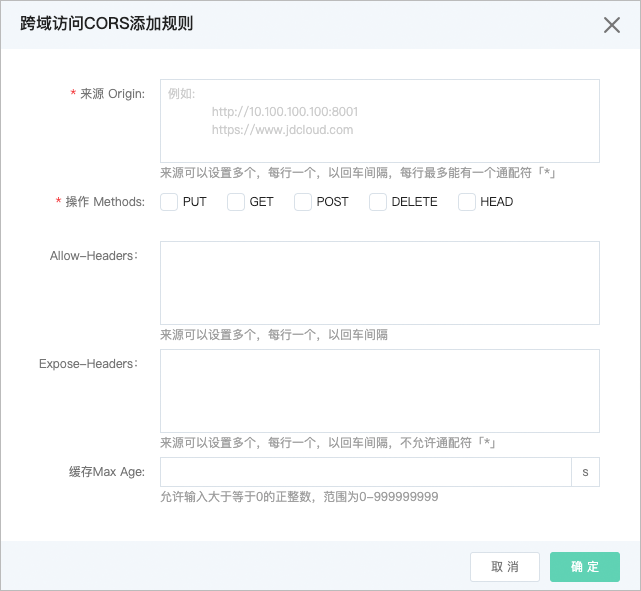 跨域访问CORS添加规则
* 来源 Origin:
例如:
http://10.100.100.100:8001
https://www.jdcloud.com
来源可以设置多个，每行一个，以回车间隔，每行最多能有一个通配符「*」
* 操作 Methods: PUT GET POST DELETE HEAD
Allow-Headers：
来源可以设置多个，每行一个，以回车间隔
Expose-Headers：
来源可以设置多个，每行一个，以回车间隔，不允许通配符「*」
缓存Max Age: s
允许输入大于等于0的正整数，范围为0-999999999
取 消 确 定